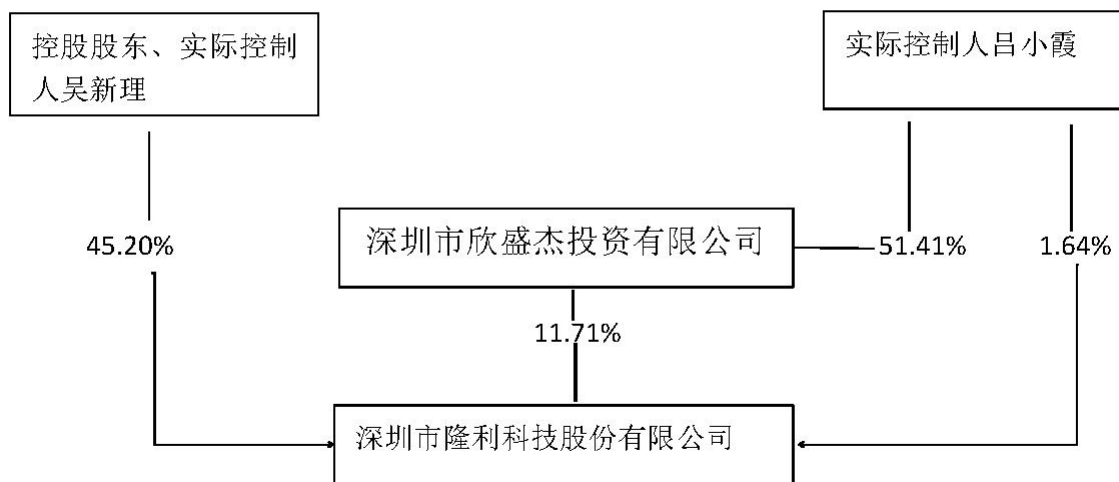 控股股东、实际控制
人吴新理
实际控制人吕小霞
45.20%
深圳市欣盛杰投资有限公司
51.41%
1.64%
11.71%
深圳市隆利科技股份有限公司